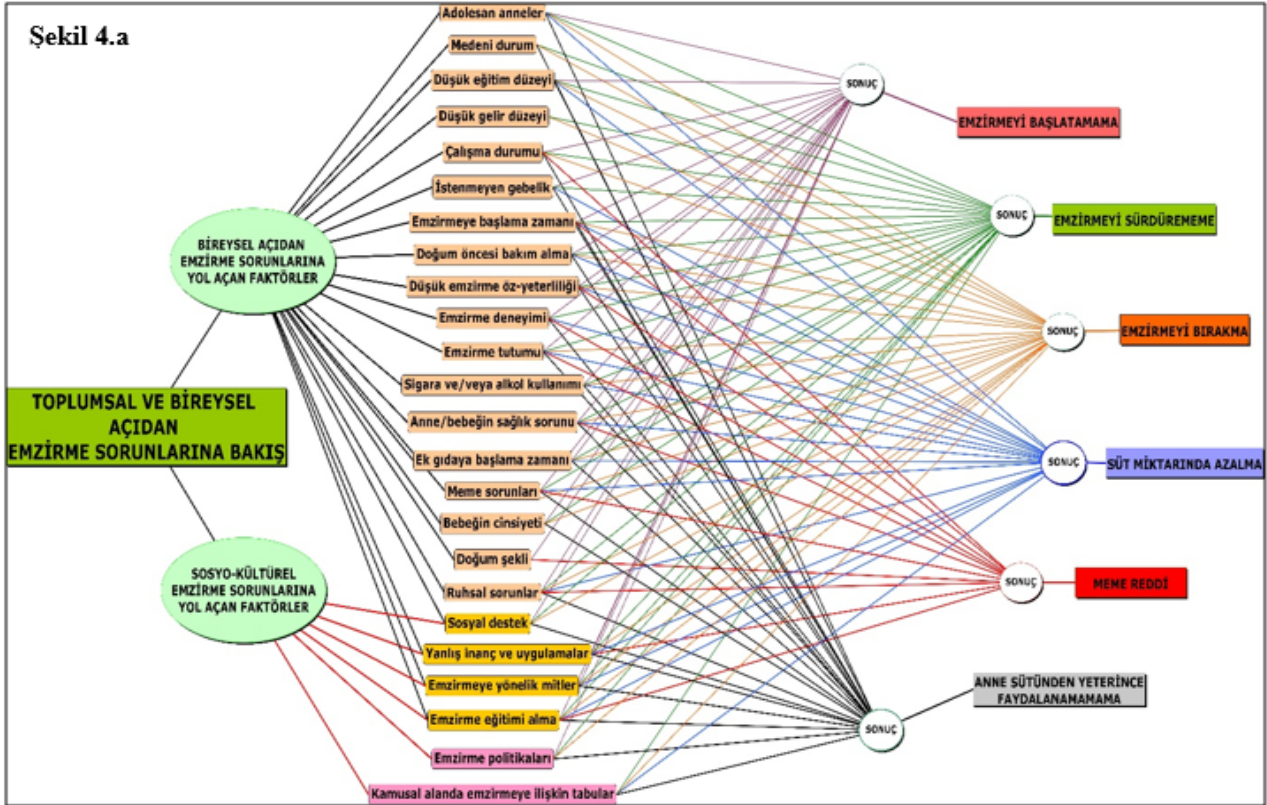 Şekil 4.a
TOPLUMSAL VE BİREYSEL
AÇIDAN
EMZİRME SORUNLARINA BAKIŞ
BİREYSEL AÇIDAN
EMZİRME SORUNLARINA
YOL AÇAN FAKTÖRLER
SOSYO-KÜLTÜREL
EMZİRME SORUNLARINA
YOL AÇAN FAKTÖRLER
Adolesan anneler
Medeni durum
Düşük eğitim düzeyi
Düşük gelir düzeyi
Çalışma durumu
İstenmeyen gebelik
Emzirmeye başlama zamanı
Doğum öncesi bakım alma
Düşük emzirme öz-yeterliliği
Emzirme deneyimi
Emzirme tutumu
Sigara ve/veya alkol kullanımı
Anne/bebeğin sağlık sorunu
Ek gıdaya başlama zamanı
Meme sorunları
Bebeğin cinsiyeti
Doğum şekli
Ruhsal sorunlar
Sosyal destek
Yanlış inanç ve uygulamalar
Emzirmeye yönelik mitler
Emzirme eğitimi alma
Emzirme politikaları
Kamusal alanda emzirmeye ilişkin tabular
SONUÇ
EMZİRMEYİ BAŞLATAMAMA
SONUÇ
EMZİRMEYİ SÜRDÜREMEME
SONUÇ
EMZİRMEYİ BIRAKMA
SONUÇ
SÜT MİKTARINDA AZALMA
SONUÇ
MEME REDDİ
SONUÇ
ANNE SÜTÜNDEN YETERİNCE
FAYDALANAMAMAMA